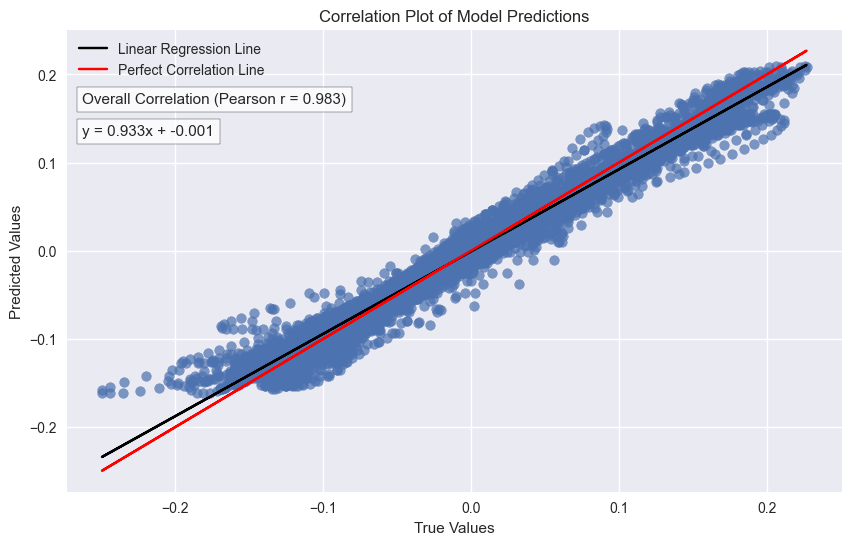 Correlation Plot of Model Predictions
Linear Regression Line
Perfect Correlation Line
Overall Correlation (Pearson r = 0.983)
y = 0.933x + -0.001
Predicted Values
0.2
0.1
0.0
−0.1
−0.2
−0.2
−0.1
0.0
0.1
0.2
True Values